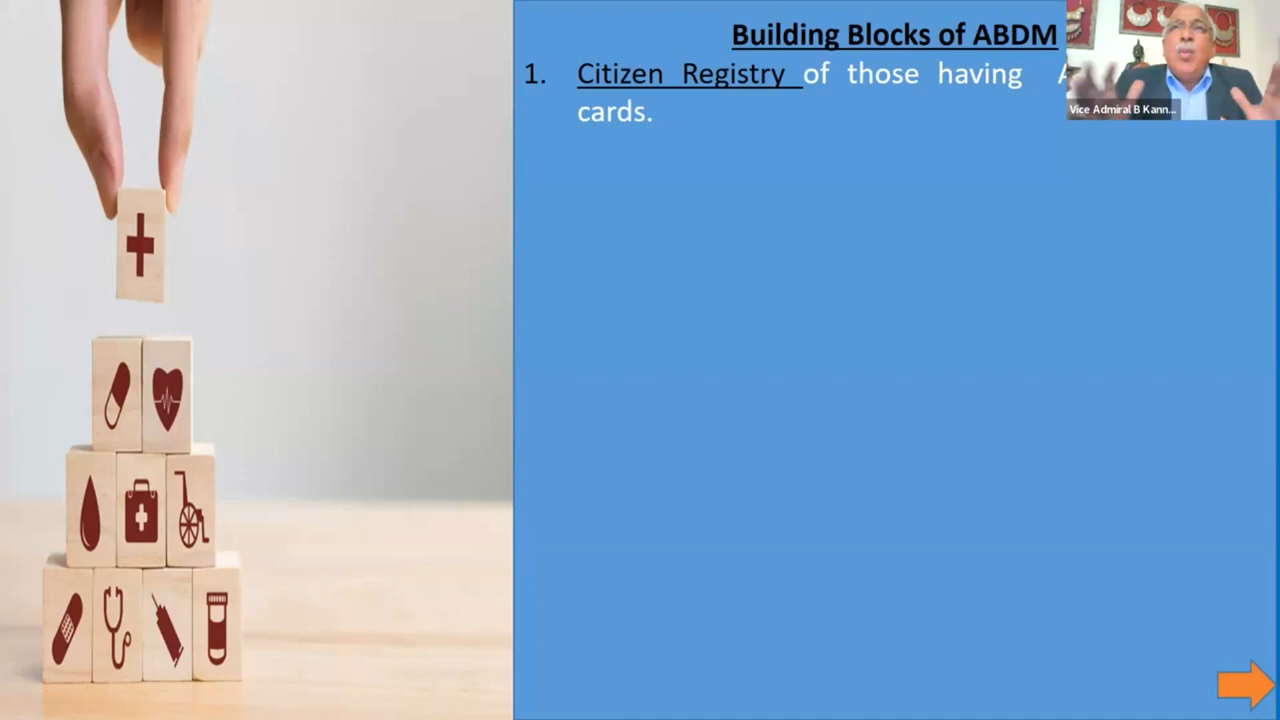 Building Blocks of ABDM
1. Citizen Registry of those having
cards.
Vice Admiral B Kann...